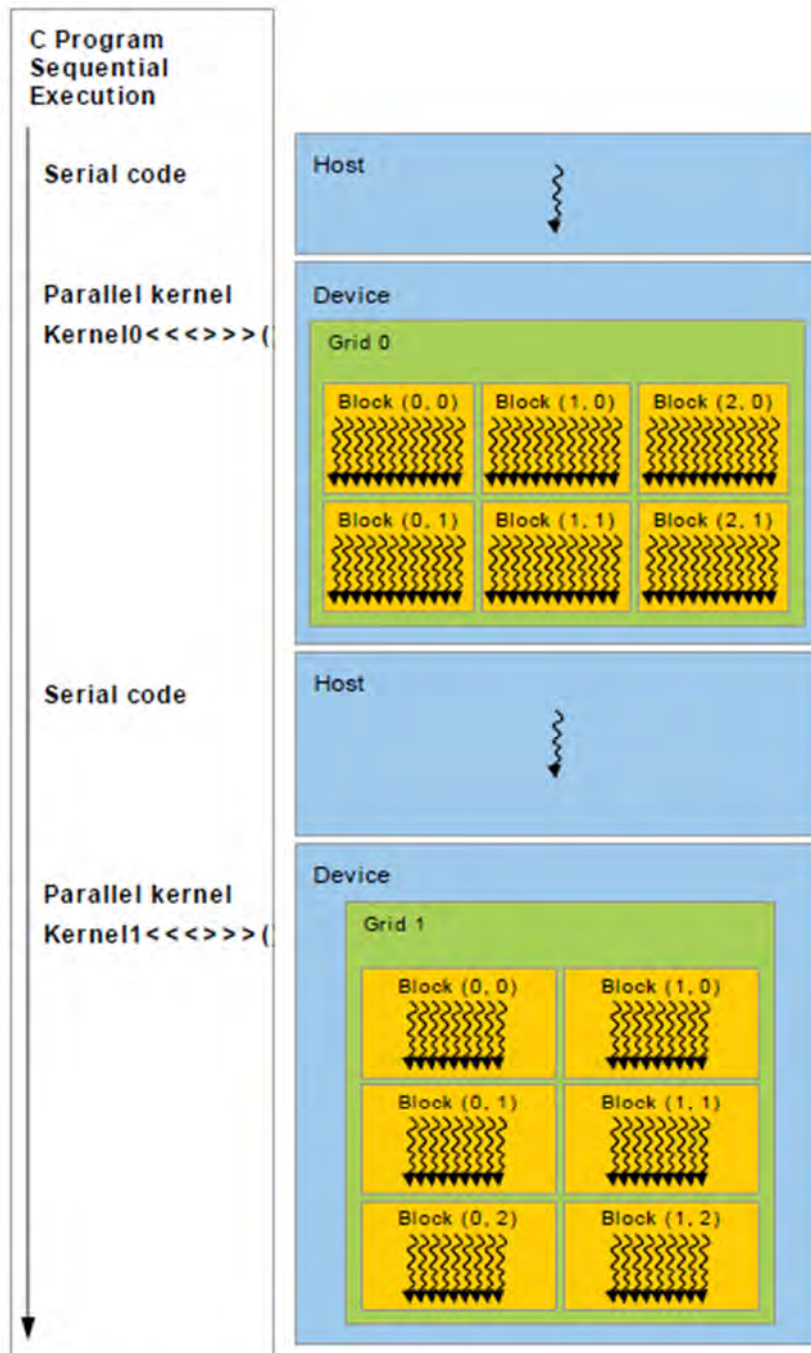 C Program
Sequential
Execution
Serial code
Host
Parallel kernel
Kernel0<<<>>>(
Device
Grid 0
Block (0, 0) Block (1, 0) Block (2, 0)
Block (0, 1) Block (1, 1) Block (2, 1)
Serial code
Host
Parallel kernel
Kernel1<<<>>>(
Device
Grid 1
Block (0, 0) Block (1, 0)
Block (0, 1) Block (1, 1)
Block (0, 2) Block (1, 2)